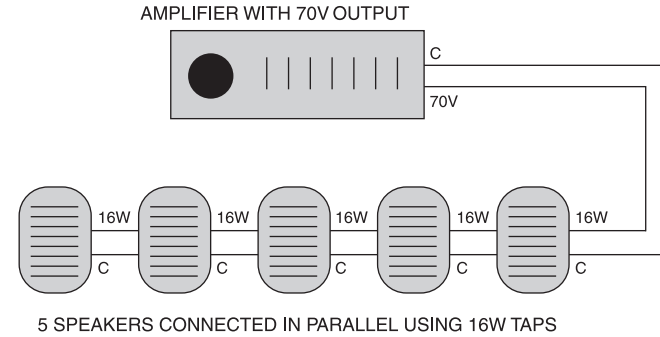 AMPLIFIER WITH 70V OUTPUT
C
70V
16W 16W 16W 16W 16W
C C C C C
5 SPEAKERS CONNECTED IN PARALLEL USING 16W TAPS